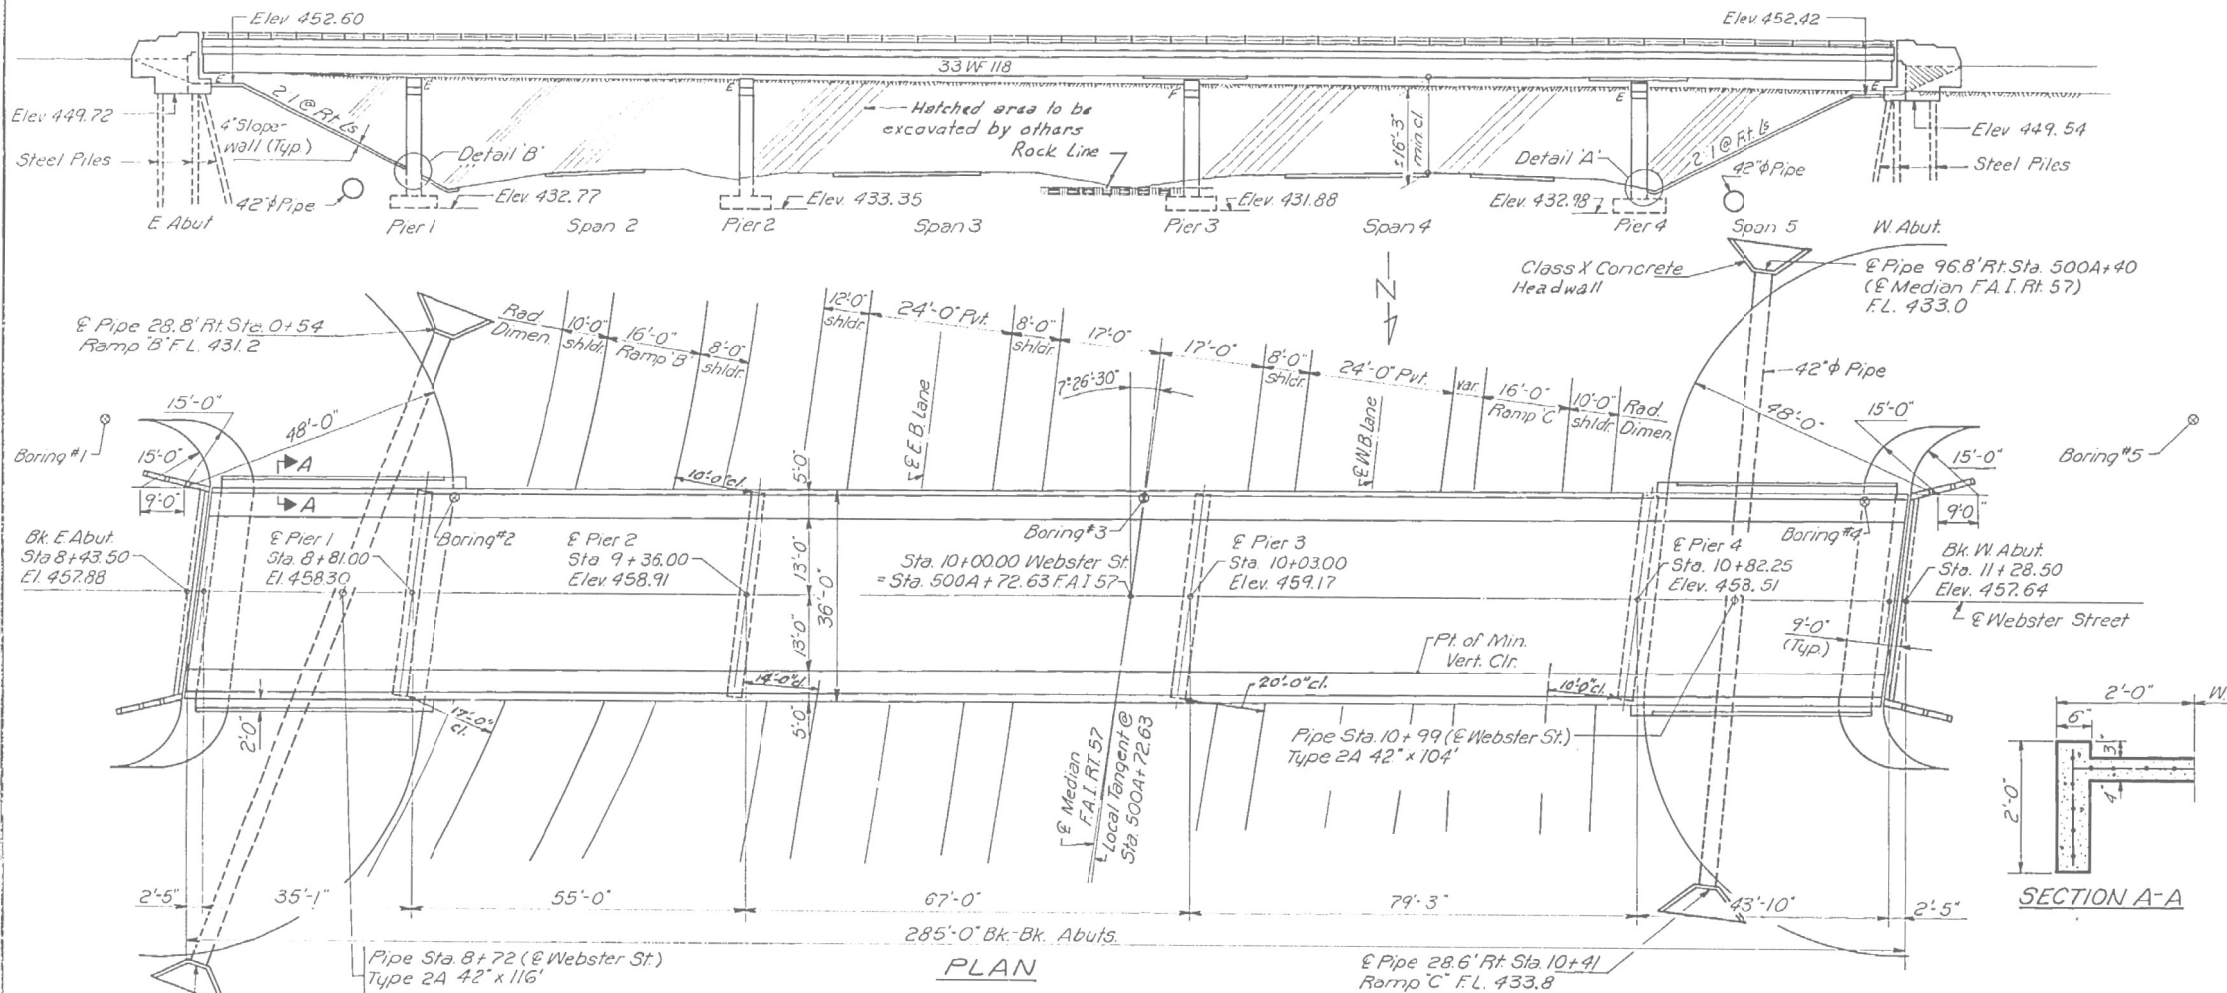 Elev 452.60
Elev. 452.42
33 WF 118
E
E
E
F
E
E
Elev 449.72
2:1 @ Rt. Ls
4" Slope-
wall (Typ.)
Hatched area to be
excavated by others
Rock Line
±16'-3"
min. cl.
2:1 @ Rt. Ls
Elev 449.54
Steel Piles
Detail 'B'
Detail 'A'
42"ϕ Pipe
Steel Piles
42"ϕ Pipe
Elev. 432.77
Elev. 433.35
Elev. 431.88
Elev. 432.98
E. Abut
Pier 1
Span 2
Pier 2
Span 3
Pier 3
Span 4
Pier 4
Span 5
W. Abut.
Class X Concrete
Headwall
℄ Pipe 96.8' Rt. Sta. 500A+40
(℄ Median F.A.I. Rt. 57)
F.L. 433.0
N
℄ Pipe 28.8' Rt. Sta. 0+54
Ramp "B" F.L. 431.2
Rad.
Dimen.
10'-0"
shldr.
16'-0"
Ramp 'B'
8'-0"
shldr.
12'-0"
shldr.
24'-0" Pvt.
8'-0"
shldr.
17'-0"
17'-0"
8'-0"
shldr.
24'-0" Pvt.
var.
16'-0"
Ramp 'C'
10'-0"
shldr.
Rad.
Dimen.
7°-26'-30"
42"ϕ Pipe
℄ E.B. Lane
℄ W.B. Lane
15'-0"
48'-0"
15'-0"
9'-0"
Boring #1
A
A
10'-0" cl.
5'-0"
48'-0"
15'-0"
15'-0"
9'-0"
Boring #5
Bk. E. Abut.
Sta 8+43.50
El. 457.88
℄ Pier 1
Sta. 8+81.00
El. 458.30
Boring #2
℄ Pier 2
Sta. 9+36.00
Elev. 458.91
13'-0"
36'-0"
13'-0"
5'-0"
Boring #3
Sta. 10+00.00 Webster St.
= Sta. 500A+72.63 F.A.I 57
℄ Pier 3
Sta. 10+03.00
Elev. 459.17
℄ Pier 4
Sta. 10+82.25
Elev. 458.51
Boring #4
Bk. W. Abut.
Sta. 11+28.50
Elev. 457.64
℄ Webster Street
9'-0"
(Typ.)
Pt. of Min.
Vert. Clr.
14'-0" cl.
20'-0" cl.
10'-0" cl.
2'-0"
17'-0"
cl.
℄ Median
F.A.I. RT. 57
Local Tangent @
Sta. 500A+72.63
Pipe Sta. 10+99 (℄ Webster St.)
Type 2A 42" x 104'
2'-0"
W.
6"
3"
4"
2'-0"
SECTION A-A
2'-5"
35'-1"
55'-0"
67'-0"
79'-3"
43'-10"
2'-5"
285'-0" Bk.-Bk. Abuts.
Pipe Sta. 8+72 (℄ Webster St.)
Type 2A 42" x 116'
PLAN
℄ Pipe 28.6' Rt. Sta. 10+41
Ramp "C" F.L. 433.8